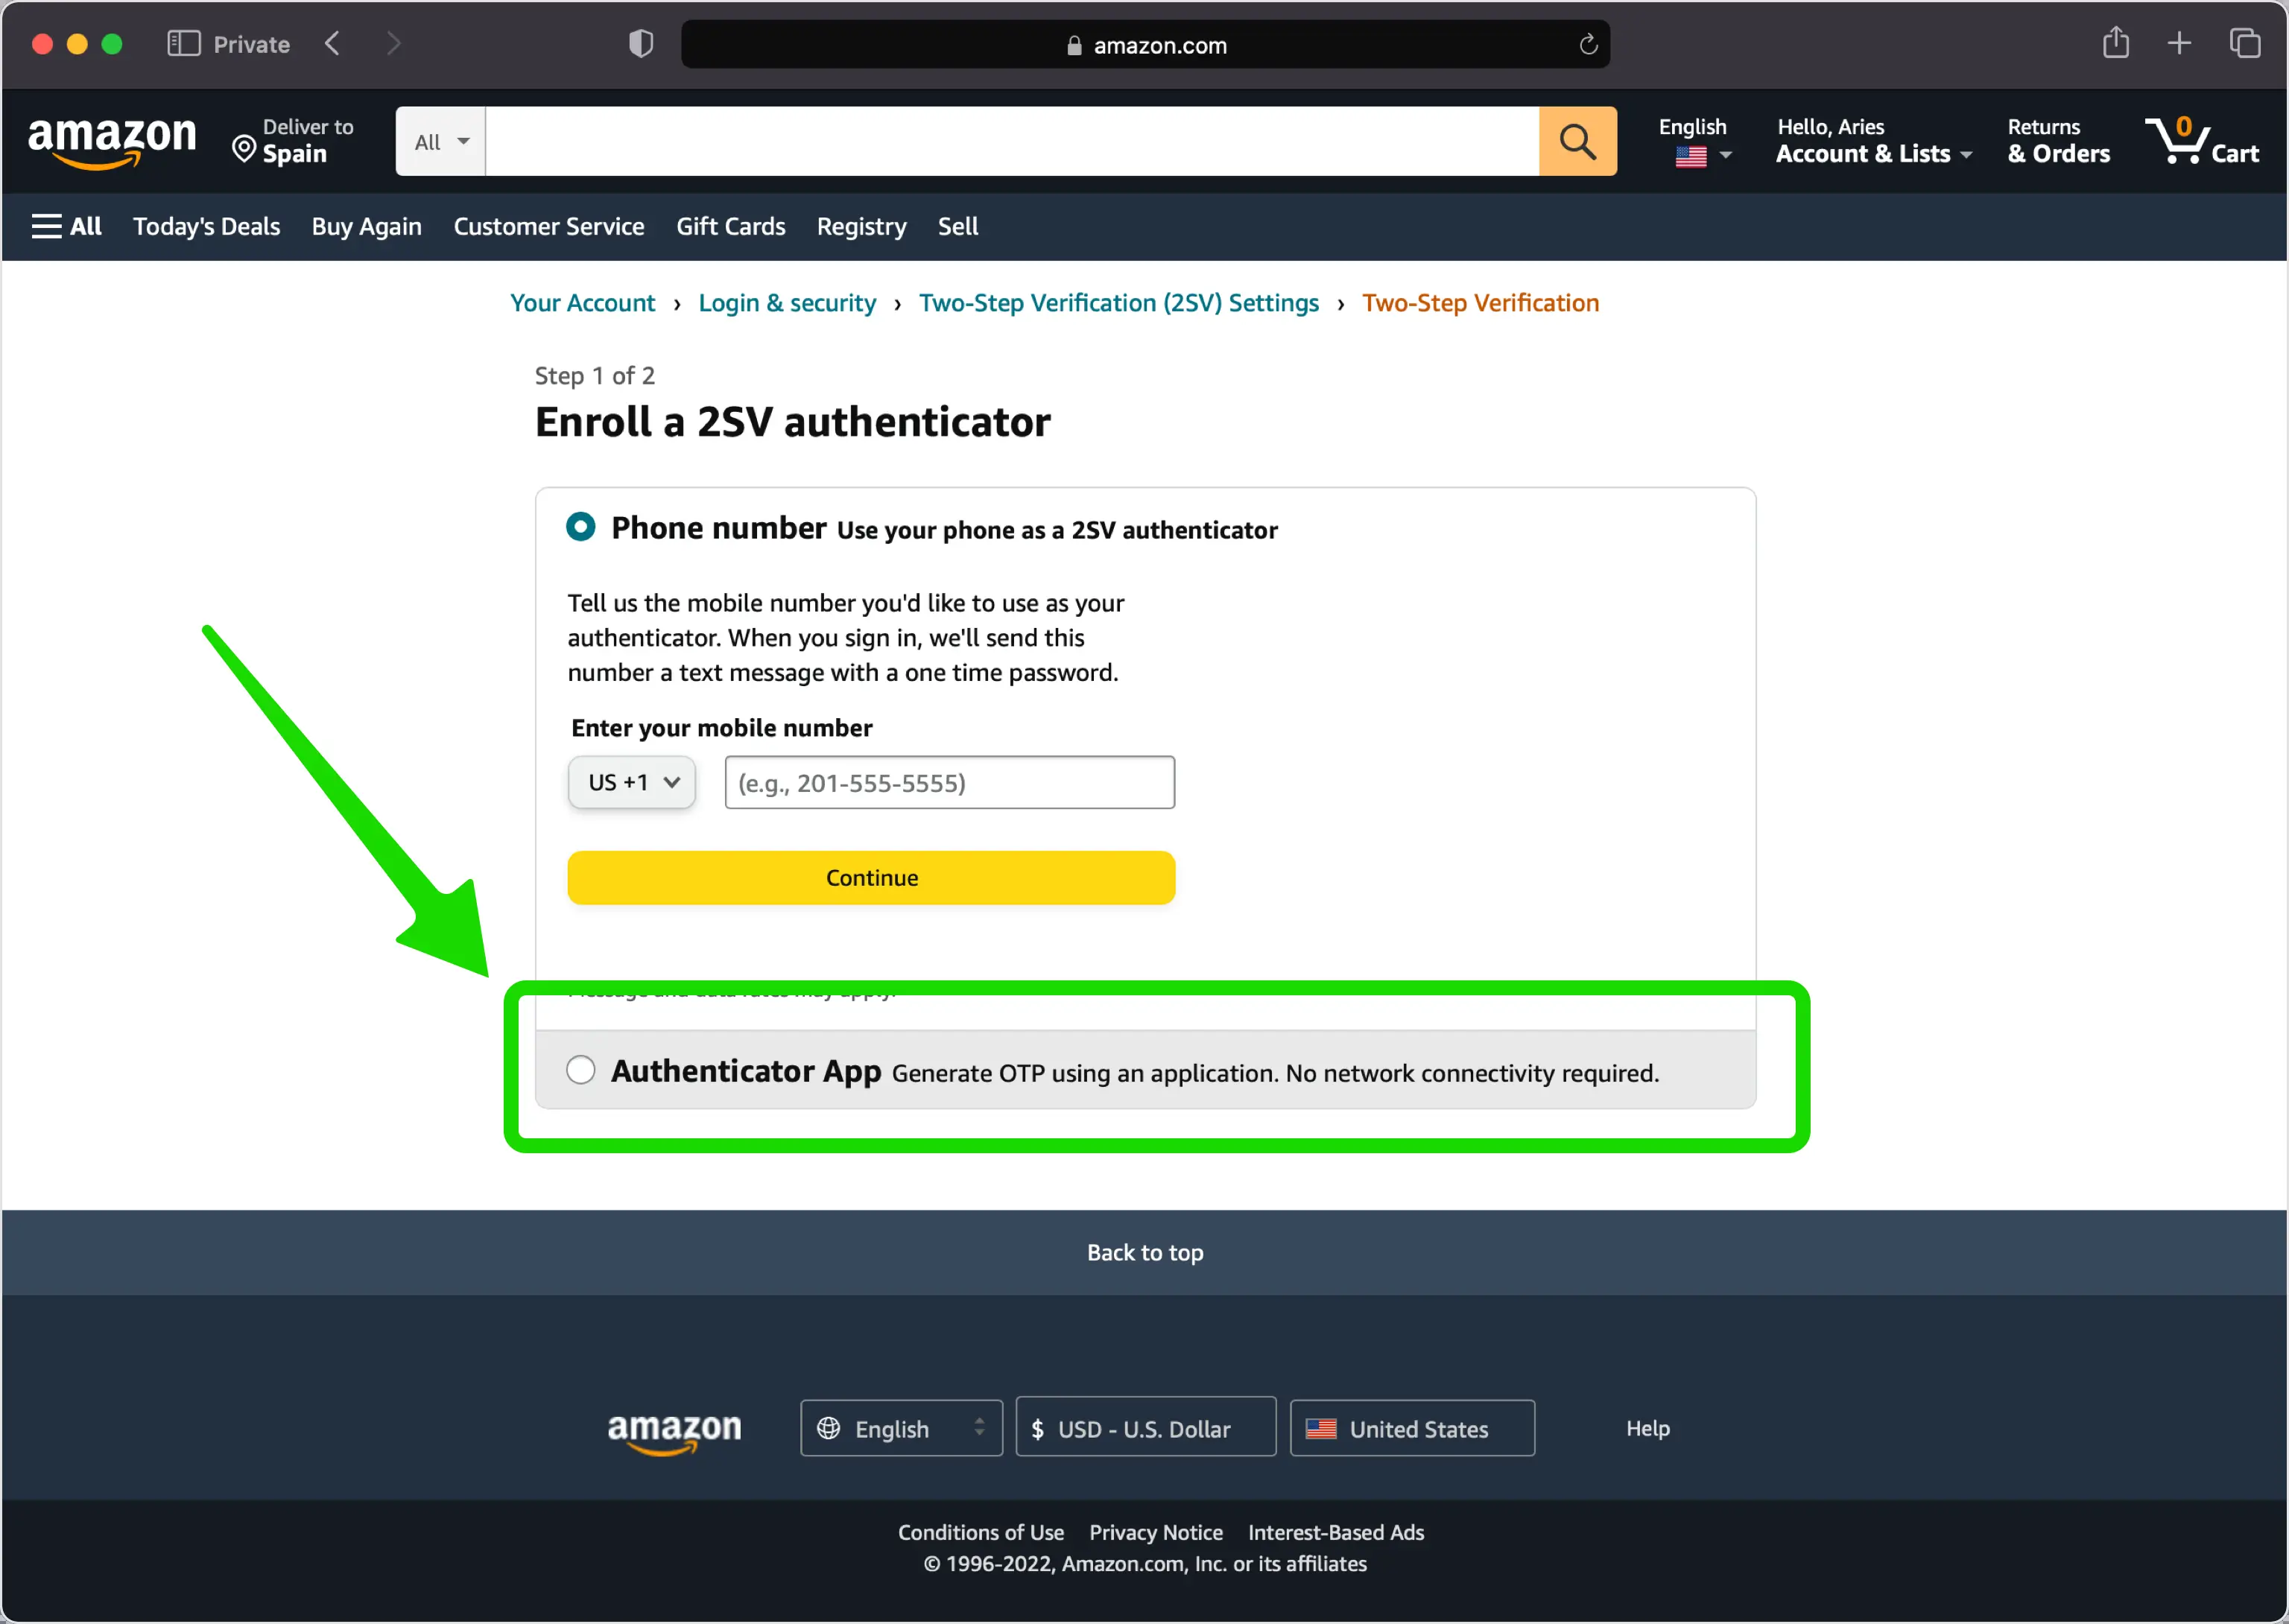 Private
amazon.com
amazon
Deliver to
Spain
All
English
Hello, Aries
Account & Lists
Returns
& Orders
0
Cart
All Today's Deals Buy Again Customer Service Gift Cards Registry Sell
Your Account › Login & security › Two-Step Verification (2SV) Settings › Two-Step Verification
Step 1 of 2
Enroll a 2SV authenticator
Phone number Use your phone as a 2SV authenticator
Tell us the mobile number you'd like to use as your
authenticator. When you sign in, we'll send this
number a text message with a one time password.
Enter your mobile number
US +1
(e.g., 201-555-5555)
Continue
Message and data rates may apply.
Authenticator App Generate OTP using an application. No network connectivity required.
Back to top
amazon
English
$ USD - U.S. Dollar
United States
Help
Conditions of Use Privacy Notice Interest-Based Ads
© 1996-2022, Amazon.com, Inc. or its affiliates